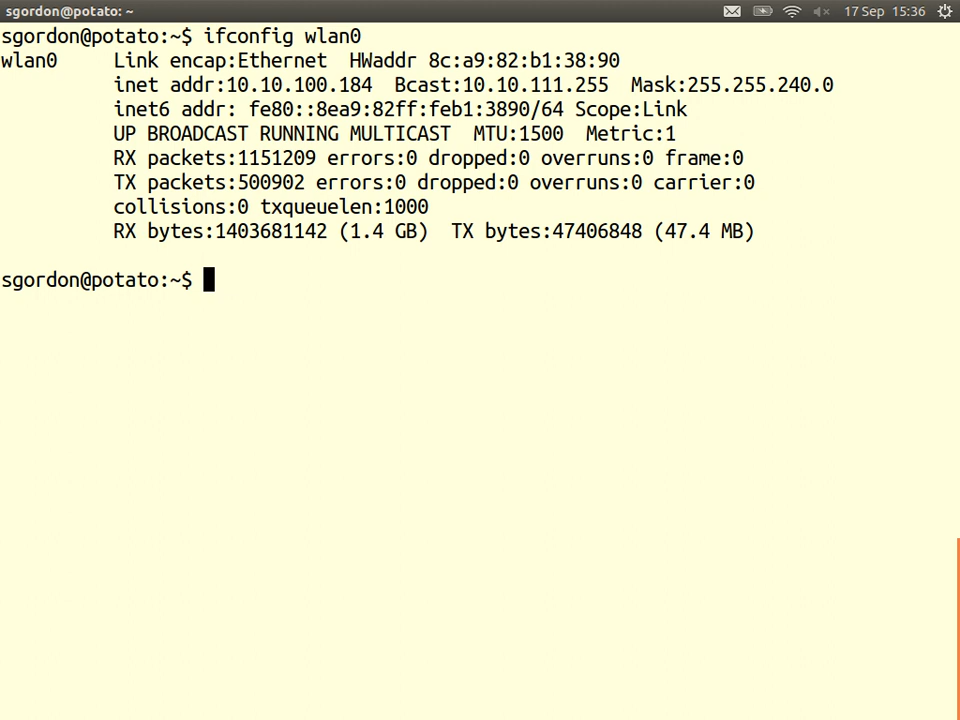 sgordon@potato: ~ 17 Sep 15:36
sgordon@potato:~$ ifconfig wlan0
wlan0 Link encap:Ethernet HWaddr 8c:a9:82:b1:38:90
inet addr:10.10.100.184 Bcast:10.10.111.255 Mask:255.255.240.0
inet6 addr: fe80::8ea9:82ff:feb1:3890/64 Scope:Link
UP BROADCAST RUNNING MULTICAST MTU:1500 Metric:1
RX packets:1151209 errors:0 dropped:0 overruns:0 frame:0
TX packets:500902 errors:0 dropped:0 overruns:0 carrier:0
collisions:0 txqueuelen:1000
RX bytes:1403681142 (1.4 GB) TX bytes:47406848 (47.4 MB)
sgordon@potato:~$